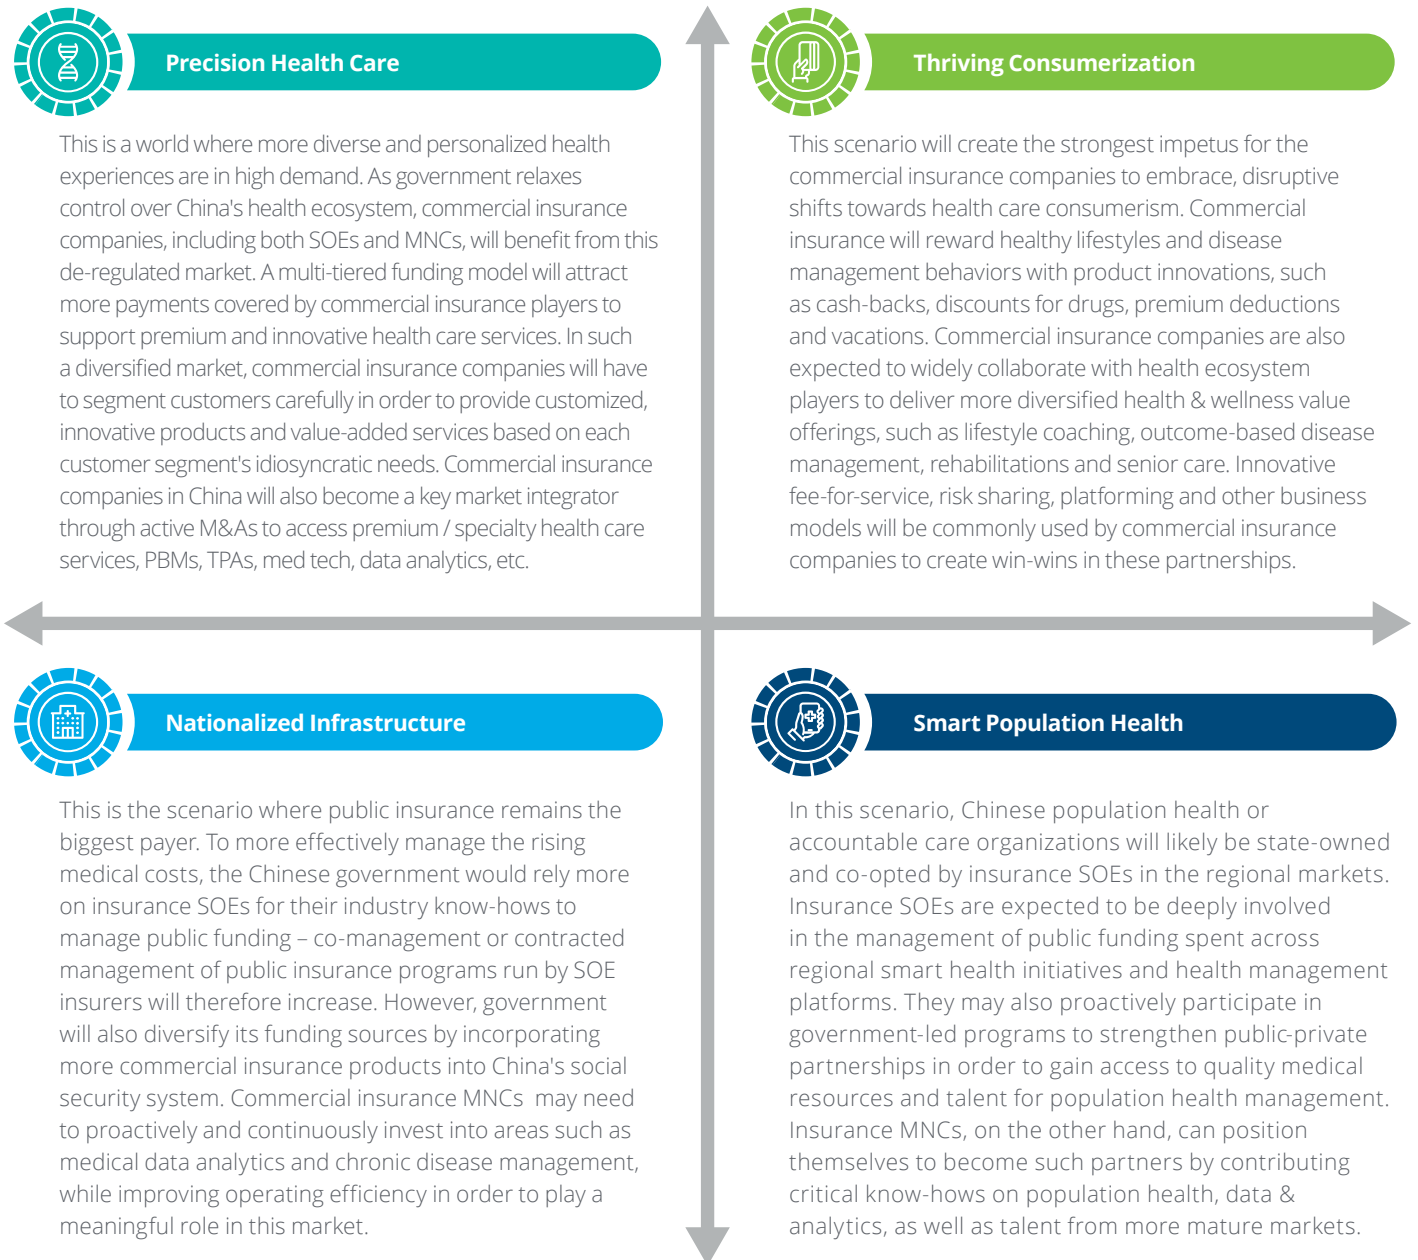 Precision Health Care
This is a world where more diverse and personalized health
experiences are in high demand. As government relaxes
control over China's health ecosystem, commercial insurance
companies, including both SOEs and MNCs, will benefit from this
de-regulated market. A multi-tiered funding model will attract
more payments covered by commercial insurance players to
support premium and innovative health care services. In such
a diversified market, commercial insurance companies will have
to segment customers carefully in order to provide customized,
innovative products and value-added services based on each
customer segment's idiosyncratic needs. Commercial insurance
companies in China will also become a key market integrator
through active M&As to access premium / specialty health care
services, PBMs, TPAs, med tech, data analytics, etc.
Thriving Consumerization
This scenario will create the strongest impetus for the
commercial insurance companies to embrace, disruptive
shifts towards health care consumerism. Commercial
insurance will reward healthy lifestyles and disease
management behaviors with product innovations, such
as cash-backs, discounts for drugs, premium deductions
and vacations. Commercial insurance companies are also
expected to widely collaborate with health ecosystem
players to deliver more diversified health & wellness value
offerings, such as lifestyle coaching, outcome-based disease
management, rehabilitations and senior care. Innovative
fee-for-service, risk sharing, platforming and other business
models will be commonly used by commercial insurance
companies to create win-wins in these partnerships.
Nationalized Infrastructure
This is the scenario where public insurance remains the
biggest payer. To more effectively manage the rising
medical costs, the Chinese government would rely more
on insurance SOEs for their industry know-hows to
manage public funding – co-management or contracted
management of public insurance programs run by SOE
insurers will therefore increase. However, government
will also diversify its funding sources by incorporating
more commercial insurance products into China's social
security system. Commercial insurance MNCs may need
to proactively and continuously invest into areas such as
medical data analytics and chronic disease management,
while improving operating efficiency in order to play a
meaningful role in this market.
Smart Population Health
In this scenario, Chinese population health or
accountable care organizations will likely be state-owned
and co-opted by insurance SOEs in the regional markets.
Insurance SOEs are expected to be deeply involved
in the management of public funding spent across
regional smart health initiatives and health management
platforms. They may also proactively participate in
government-led programs to strengthen public-private
partnerships in order to gain access to quality medical
resources and talent for population health management.
Insurance MNCs, on the other hand, can position
themselves to become such partners by contributing
critical know-hows on population health, data &
analytics, as well as talent from more mature markets.